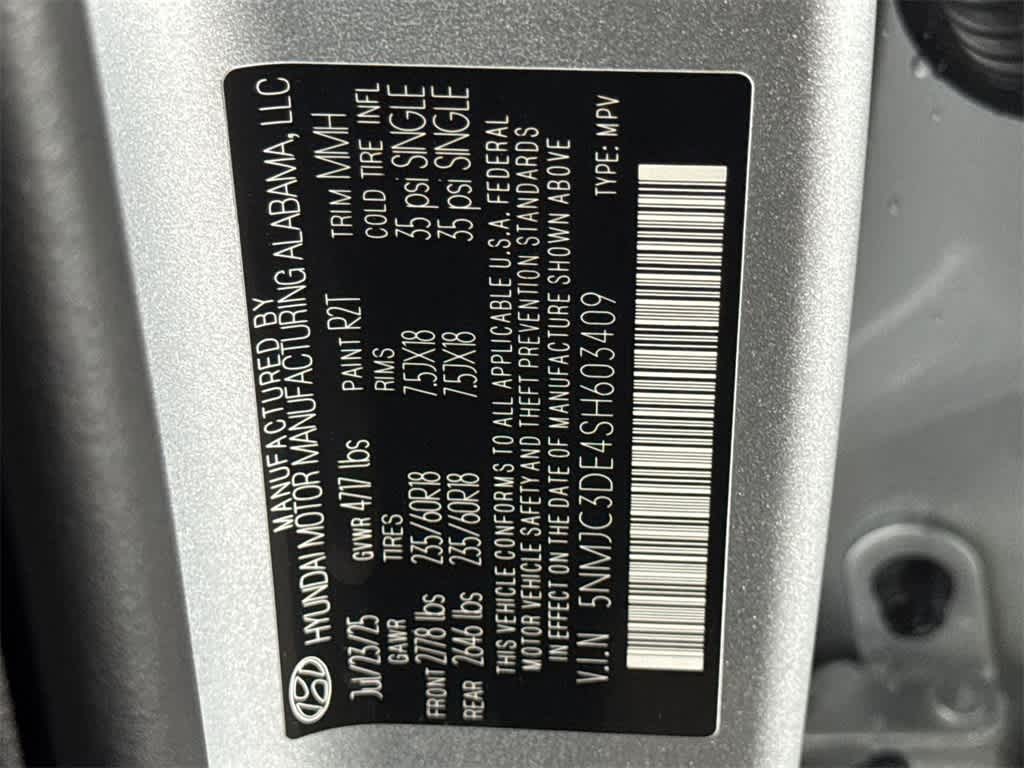 MANUFACTURED BY
HYUNDAI MOTOR MANUFACTURING ALABAMA, LLC
JUL/23/25 GVWR 4717 lbs PAINT R2T TRIM MMH
GAWR TIRES RIMS COLD TIRE INFL
FRONT 2778 lbs 235/60R18 7.5JX18 35 psi SINGLE
REAR 2646 lbs 235/60R18 7.5JX18 35 psi SINGLE
THIS VEHICLE CONFORMS TO ALL APPLICABLE U.S.A. FEDERAL
MOTOR VEHICLE SAFETY AND THEFT PREVENTION STANDARDS
IN EFFECT ON THE DATE OF MANUFACTURE SHOWN ABOVE
V.I.N 5NMJC3DE4SH603409 TYPE: MPV